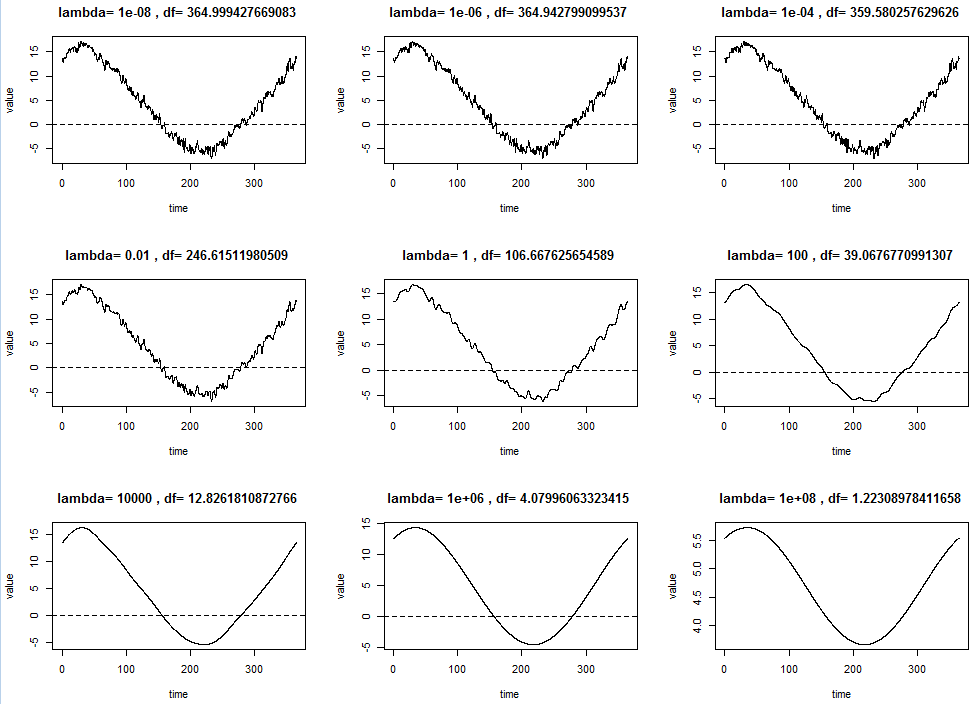 lambda= 1e-08 , df= 364.999427669083
lambda= 1e-06 , df= 364.942799099537
lambda= 1e-04 , df= 359.580257629626
value
15
10
5
0
-5
0
100
200
300
time
value
15
10
5
0
-5
0
100
200
300
time
value
15
10
5
0
-5
0
100
200
300
time
lambda= 0.01 , df= 246.61511980509
lambda= 1 , df= 106.667625654589
lambda= 100 , df= 39.0676770991307
value
15
10
5
0
-5
0
100
200
300
time
value
15
10
5
0
-5
0
100
200
300
time
value
15
10
5
0
-5
0
100
200
300
time
lambda= 10000 , df= 12.8261810872766
lambda= 1e+06 , df= 4.07996063323415
lambda= 1e+08 , df= 1.22308978411658
value
15
10
5
0
-5
0
100
200
300
time
value
15
10
5
0
-5
0
100
200
300
time
value
5.5
5.0
4.5
4.0
0
100
200
300
time